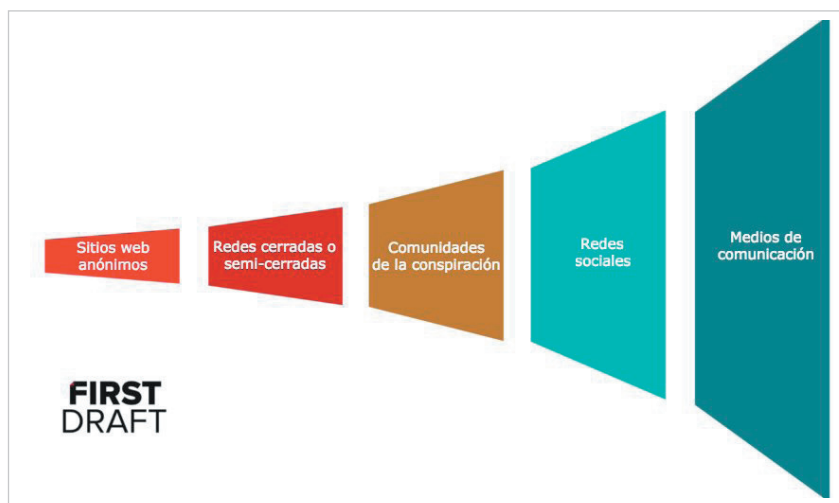 Sitios web
anónimos
Redes cerradas o
semi-cerradas
Comunidades
de la conspiración
Redes
sociales
Medios de
comunicación
FIRST
DRAFT